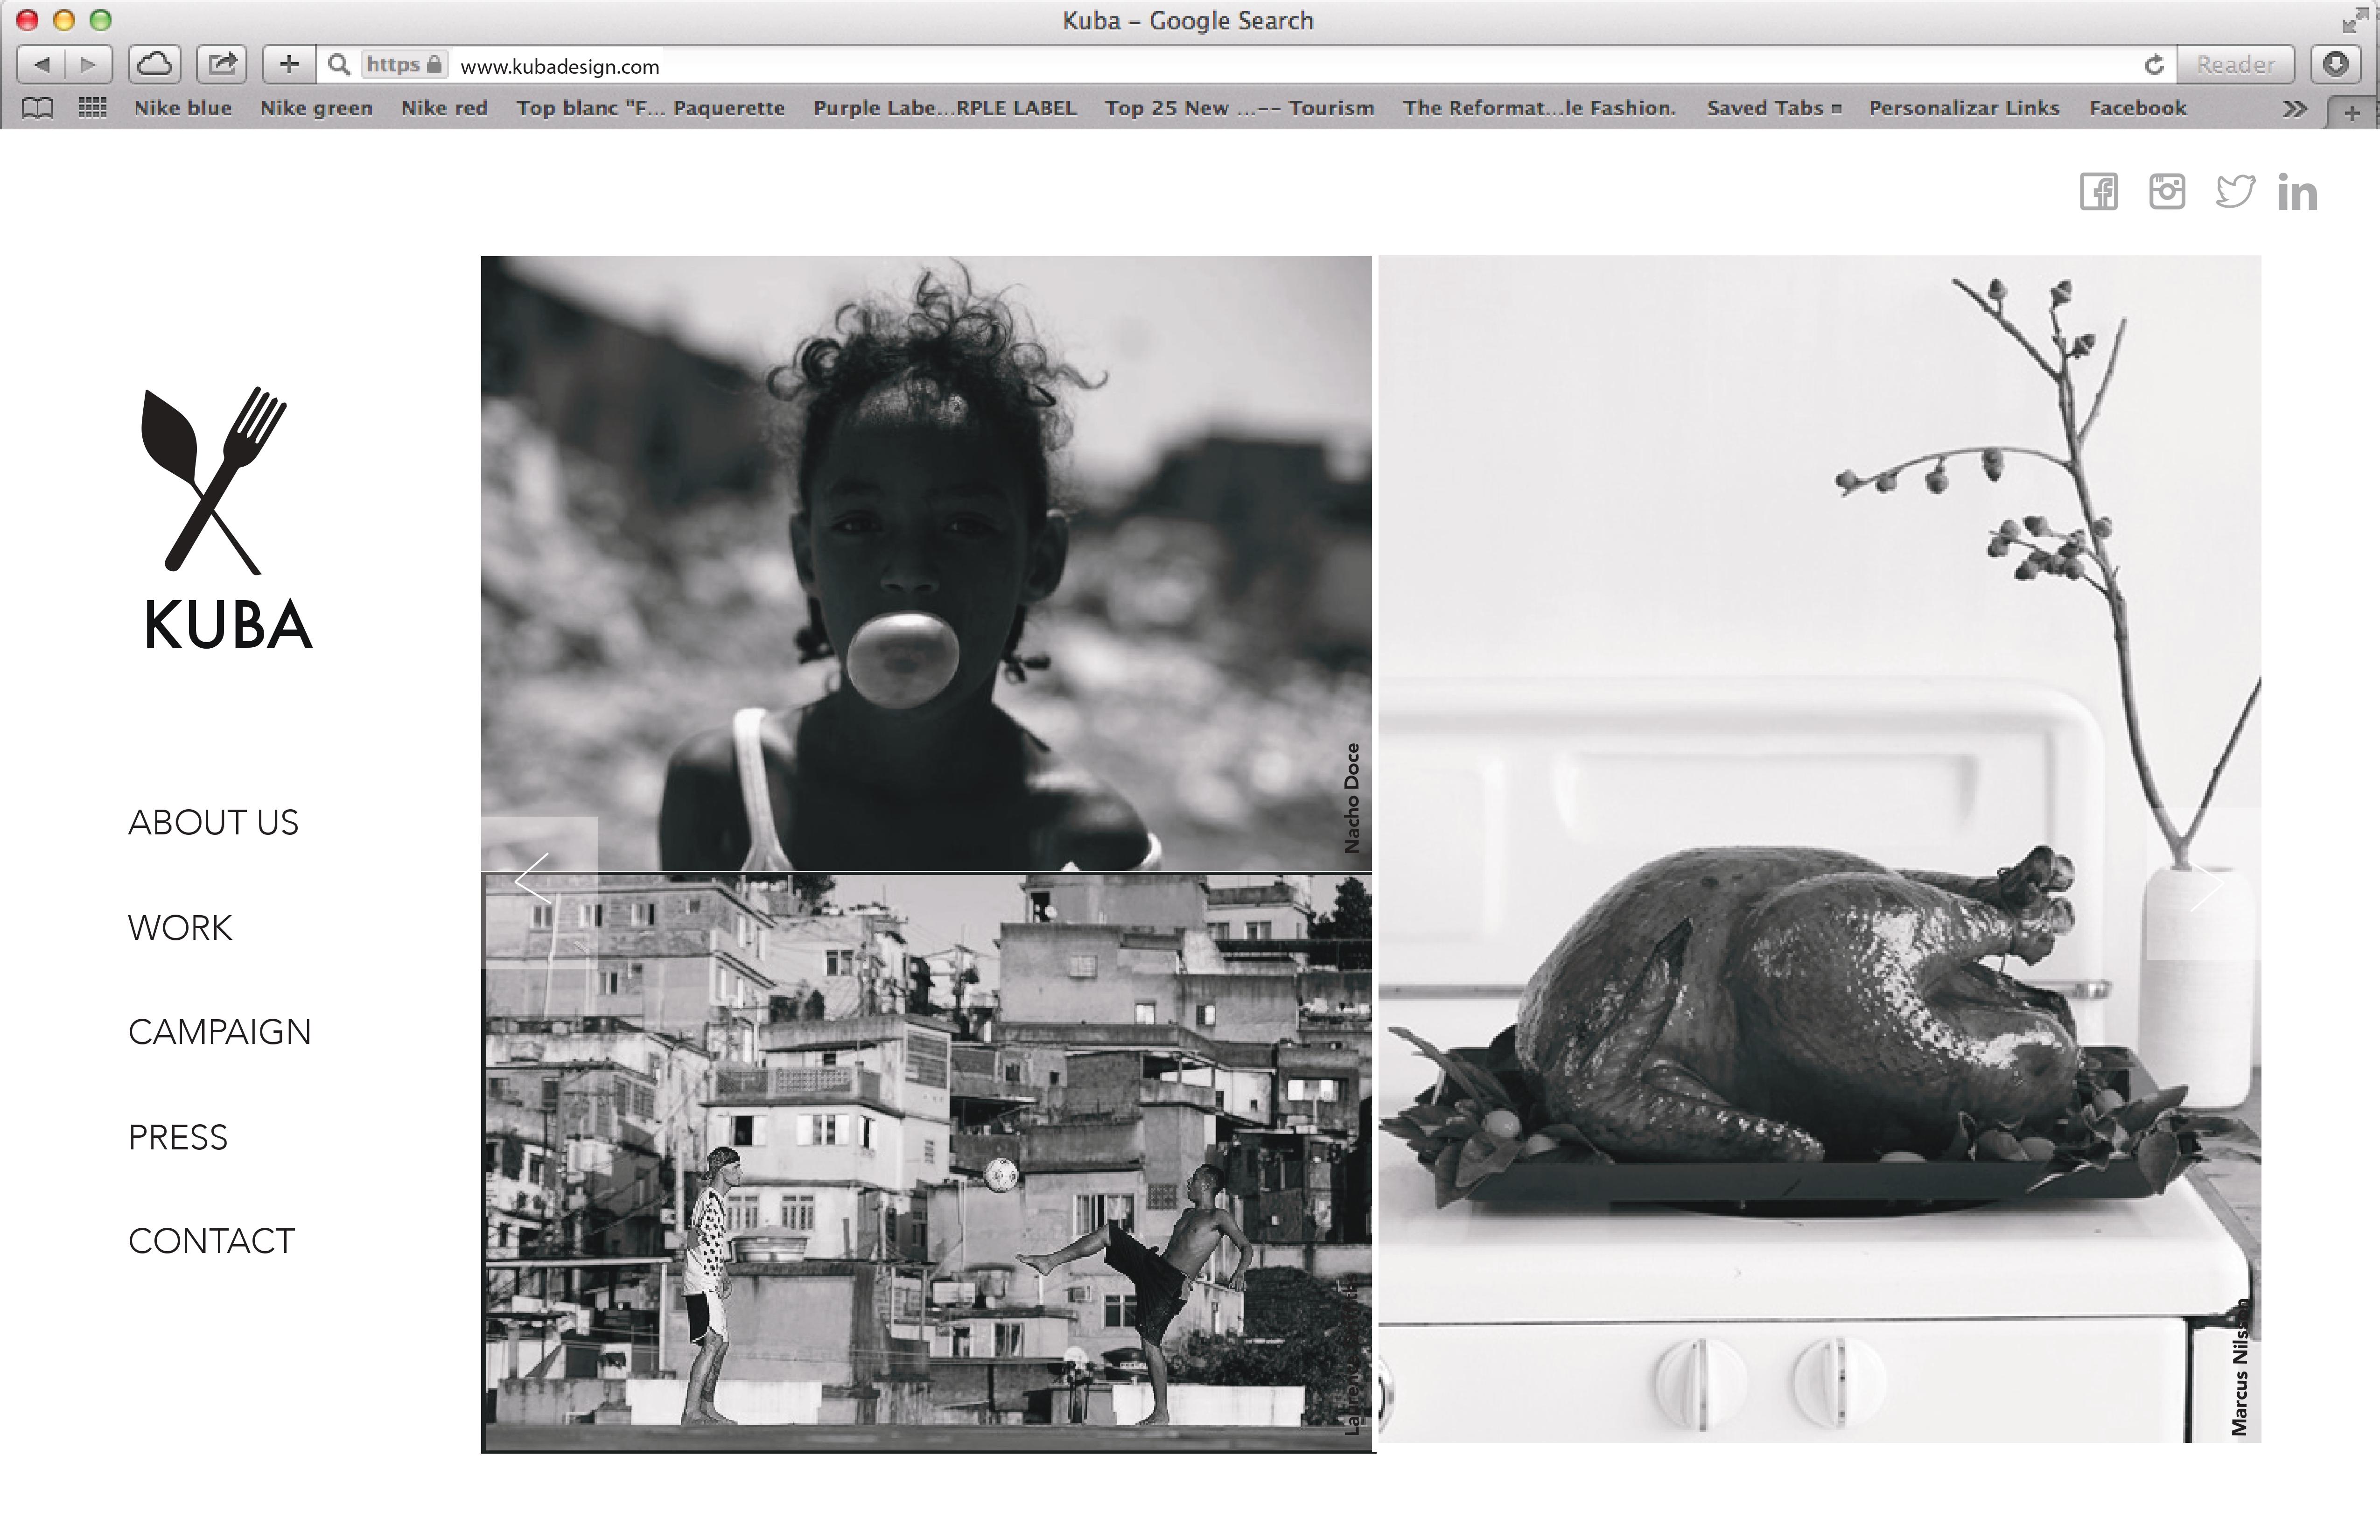 Kuba – Google Search
https www.kubadesign.com Reader
Nike blue Nike green Nike red Top blanc "F... Paquerette Purple Labe...RPLE LABEL Top 25 New ...-- Tourism The Reformat...le Fashion. Saved Tabs Personalizar Links Facebook
in
KUBA
ABOUT US
WORK
CAMPAIGN
PRESS
CONTACT
Nacho Doce
Marcus Nilsson